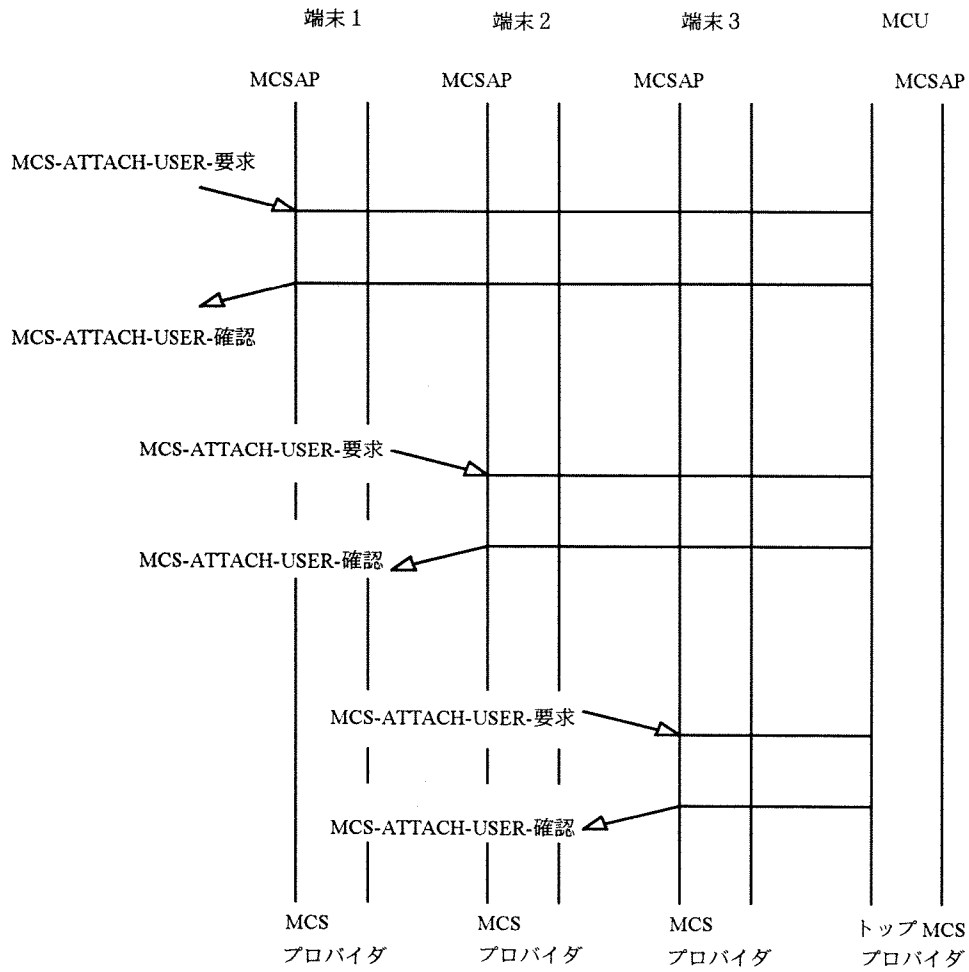 端末1
端末2
端末3
MCU
MCSAP
MCSAP
MCSAP
MCSAP
MCS-ATTACH-USER-要求
MCS-ATTACH-USER-確認
MCS-ATTACH-USER-要求
MCS-ATTACH-USER-確認
MCS-ATTACH-USER-要求
MCS-ATTACH-USER-確認
MCS
プロバイダ
MCS
プロバイダ
MCS
プロバイダ
トップ MCS
プロバイダ